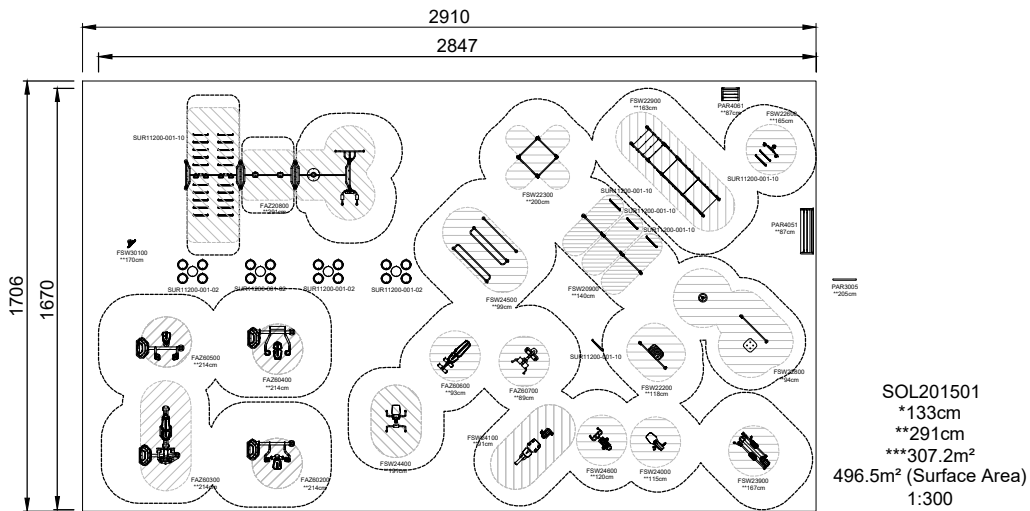 2910
2847
1706
1670
SUR11200-001-10
FAZ20800
FSW30100
**170cm
SUR11200-001-02
SUR11200-001-02
SUR11200-001-02
SUR11200-001-02
FSW22300
**200cm
FSW22900
**163cm
PAR4061
**87cm
**165cm
SUR11200-001-10
SUR11200-001-10
SUR11200-001-10
SUR11200-001-10
PAR4051
**87cm
PAR3005
**205cm
FSW24500
**99cm
FSW20900
**140cm
**94cm
FAZ60500
**214cm
FAZ60400
**214cm
FAZ60600
**93cm
FAZ60700
**89cm
SUR11200-001-10
FSW22200
**118cm
FAZ60300
**214cm
FAZ60200
**214cm
FSW24400
FSW24100
**91cm
FSW24600
**120cm
FSW24000
**115cm
FSW23900
**167cm
SOL201501
*133cm
**291cm
***307.2m²
496.5m² (Surface Area)
1:300